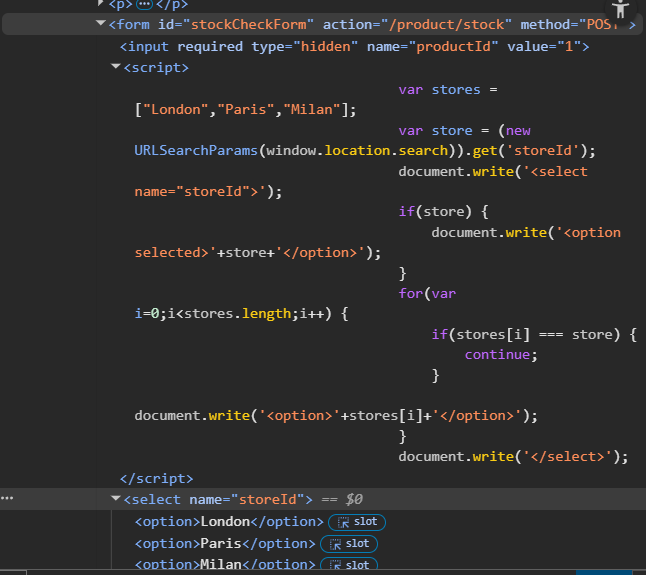 <p>⋯</p>
<form id="stockCheckForm" action="/product/stock" method="POST">
<input required type="hidden" name="productId" value="1">
<script>
var stores =
["London","Paris","Milan"];
var store = (new
URLSearchParams(window.location.search)).get('storeId');
document.write('<select
name="storeId">');
if(store) {
document.write('<option
selected>'+store+'</option>');
}
for(var
i=0;i<stores.length;i++) {
if(stores[i] === store) {
continue;
}
document.write('<option>'+stores[i]+'</option>');
}
document.write('</select>');
</script>
⋯ <select name="storeId"> == $0
<option>London</option> slot
<option>Paris</option> slot
<option>Milan</option> slot